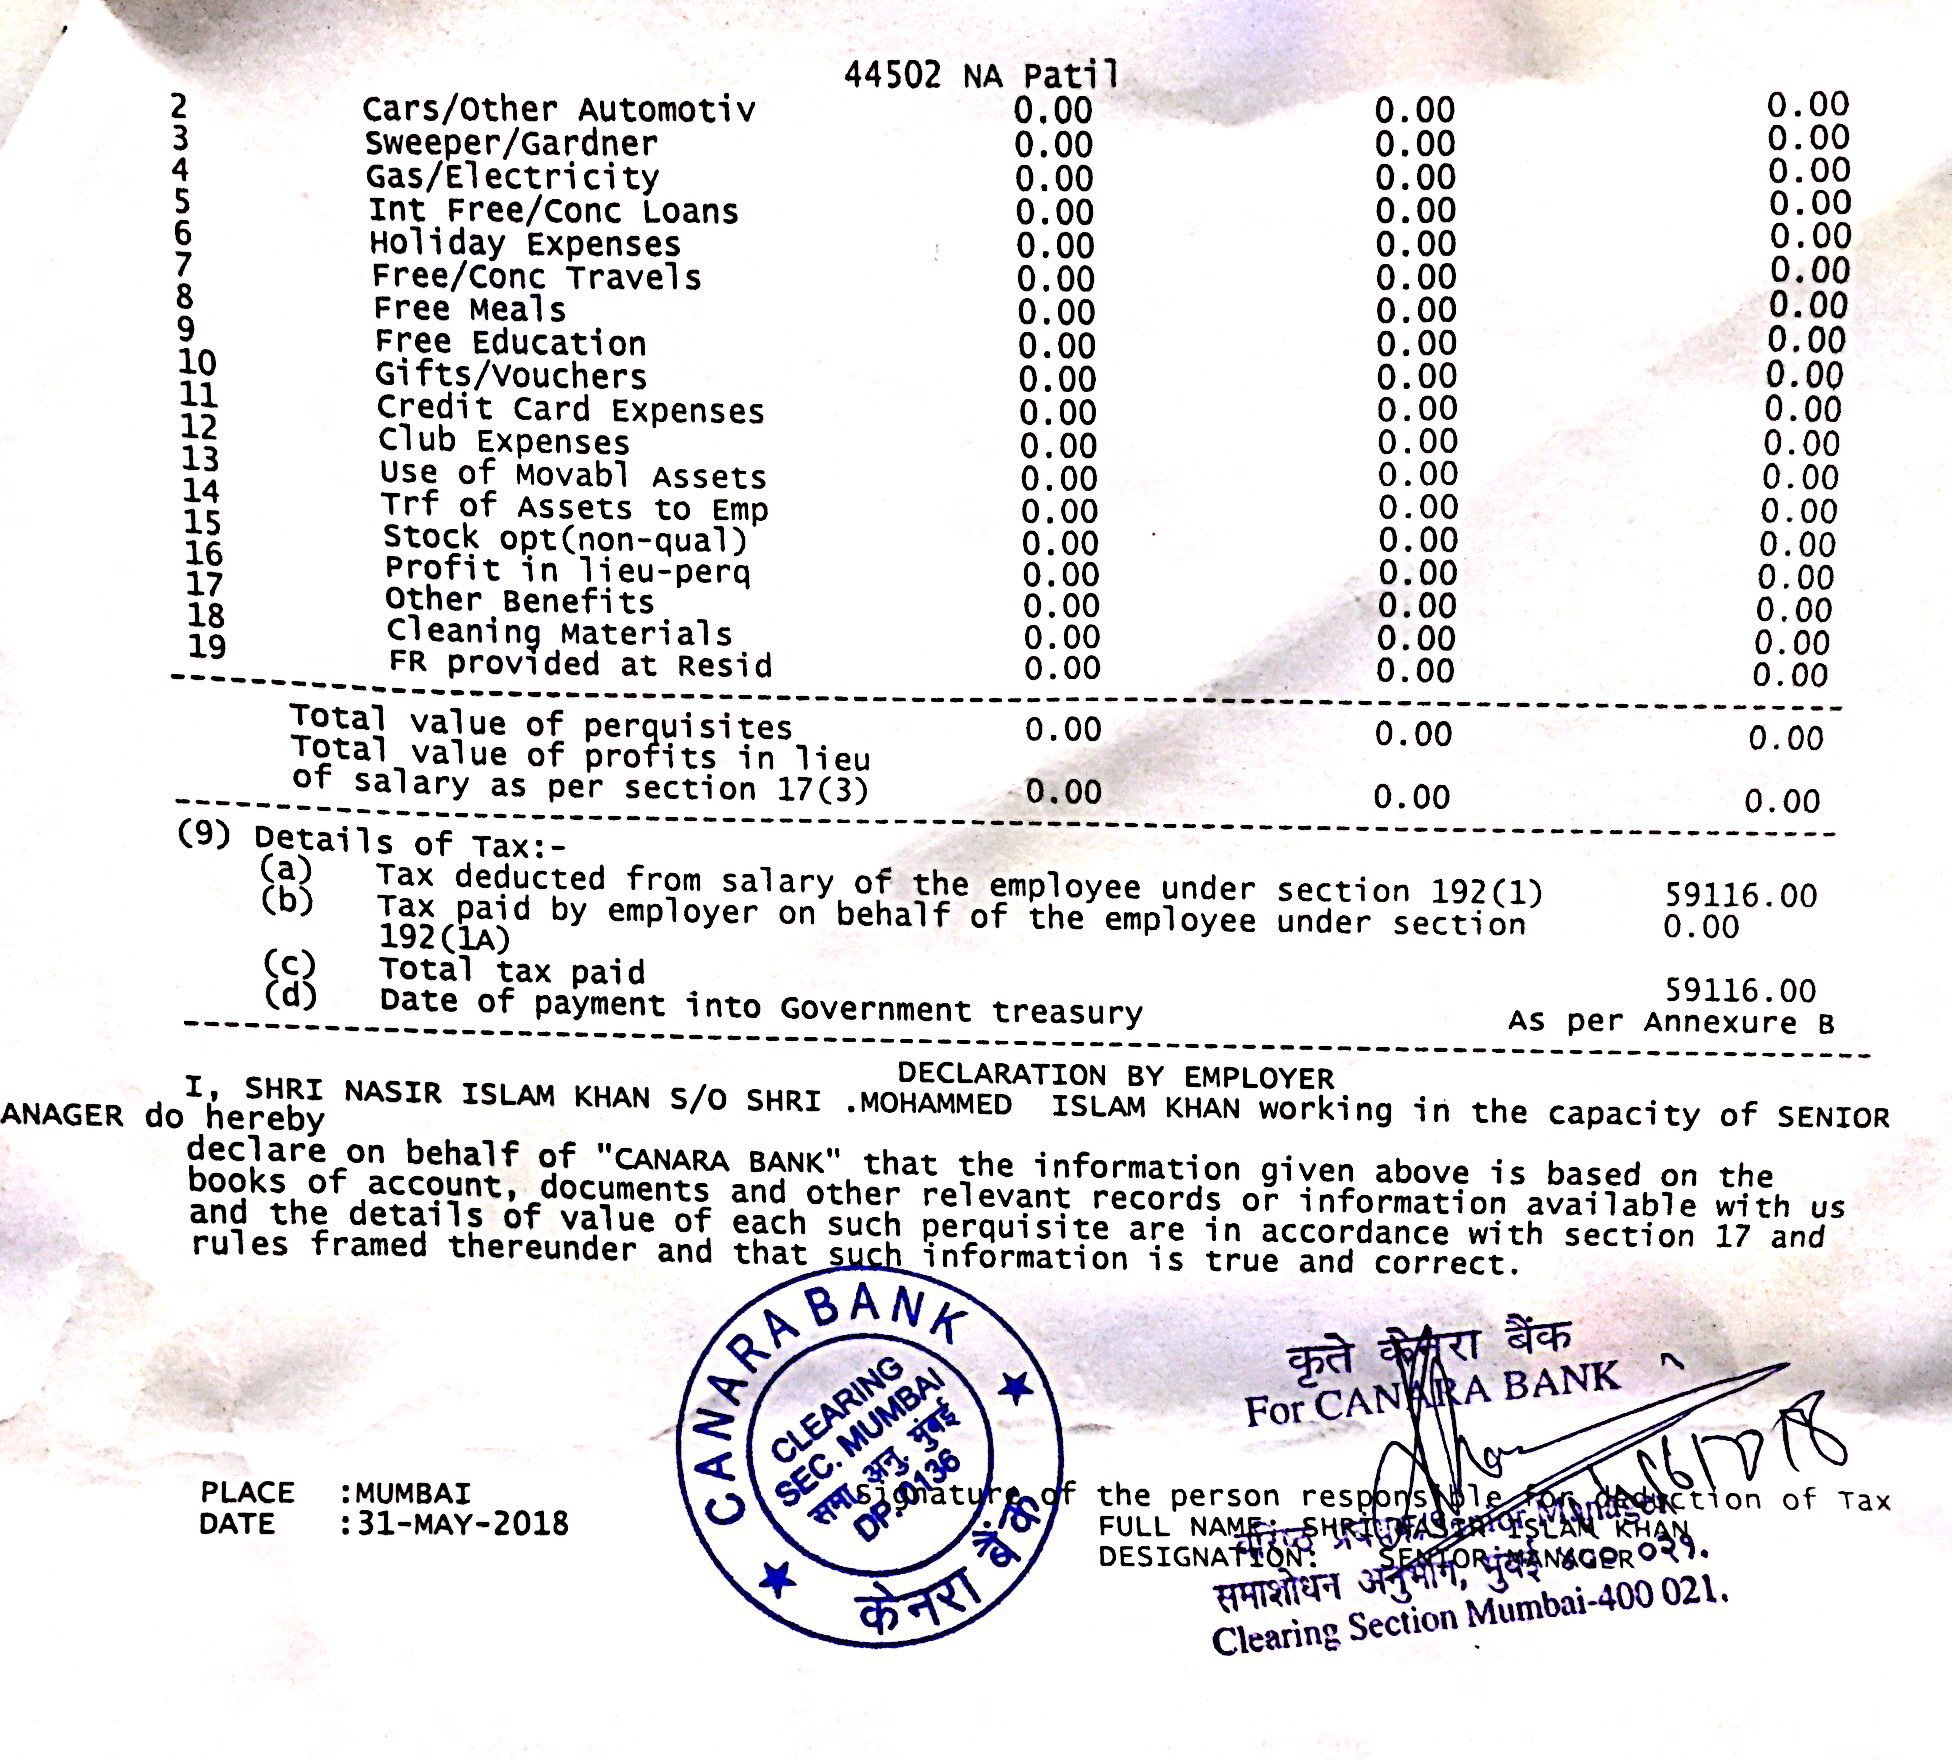 44502 NA Patil
2 Cars/Other Automotiv 0.00 0.00 0.00
3 Sweeper/Gardner 0.00 0.00 0.00
4 Gas/Electricity 0.00 0.00 0.00
5 Int Free/Conc Loans 0.00 0.00 0.00
6 Holiday Expenses 0.00 0.00 0.00
7 Free/Conc Travels 0.00 0.00 0.00
8 Free Meals 0.00 0.00 0.00
9 Free Education 0.00 0.00 0.00
10 Gifts/Vouchers 0.00 0.00 0.00
11 Credit Card Expenses 0.00 0.00 0.00
12 Club Expenses 0.00 0.00 0.00
13 Use of Movabl Assets 0.00 0.00 0.00
14 Trf of Assets to Emp 0.00 0.00 0.00
15 Stock opt(non-qual) 0.00 0.00 0.00
16 Profit in lieu-perq 0.00 0.00 0.00
17 Other Benefits 0.00 0.00 0.00
18 Cleaning Materials 0.00 0.00 0.00
19 FR provided at Resid 0.00 0.00 0.00
Total value of perquisites 0.00 0.00 0.00
Total value of profits in lieu
of salary as per section 17(3) 0.00 0.00 0.00
(9) Details of Tax:-
(a) Tax deducted from salary of the employee under section 192(1) 59116.00
(b) Tax paid by employer on behalf of the employee under section 0.00
192(1A)
(c) Total tax paid 59116.00
(d) Date of payment into Government treasury As per Annexure B
DECLARATION BY EMPLOYER
I, SHRI NASIR ISLAM KHAN S/O SHRI .MOHAMMED ISLAM KHAN working in the capacity of SENIOR
ANAGER do hereby
declare on behalf of "CANARA BANK" that the information given above is based on the
books of account, documents and other relevant records or information available with us
and the details of value of each such perquisite are in accordance with section 17 and
rules framed thereunder and that such information is true and correct.
CANARA BANK
CLEARING
SEC. MUMBAI
समा. अनु. मुंबई
DP.0136
केनरा बैंक
कृते केनरा बैंक
For CANARA BANK
PLACE :MUMBAI
DATE :31-MAY-2018
Signature of the person responsible for deduction of Tax
FULL NAME: SHRI NASIR ISLAM KHAN
DESIGNATION: SENIOR MANAGER
Senior Manager
समाशोधन अनुभाग, मुंबई ४०० ०२१.
Clearing Section Mumbai-400 021.